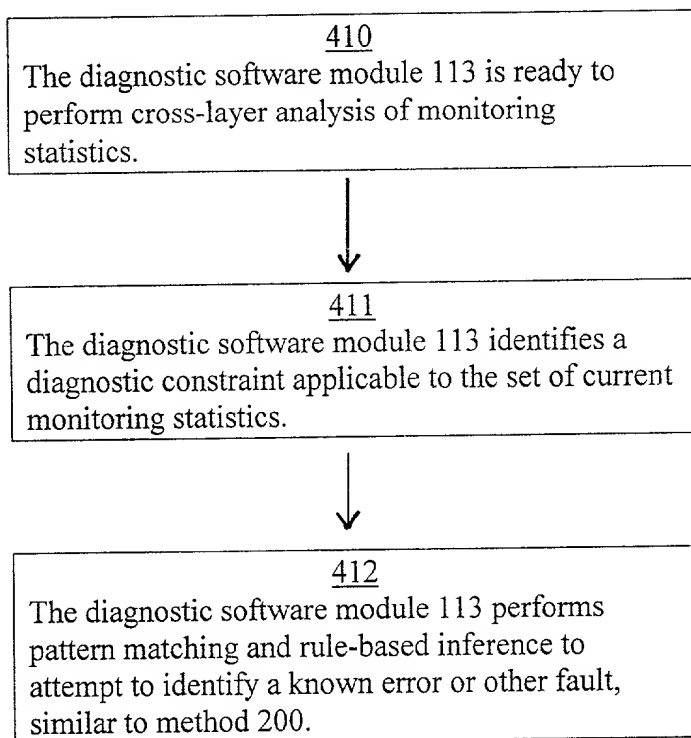 410
The diagnostic software module 113 is ready to
perform cross-layer analysis of monitoring
statistics.
411
The diagnostic software module 113 identifies a
diagnostic constraint applicable to the set of current
monitoring statistics.
412
The diagnostic software module 113 performs
pattern matching and rule-based inference to
attempt to identify a known error or other fault,
similar to method 200.